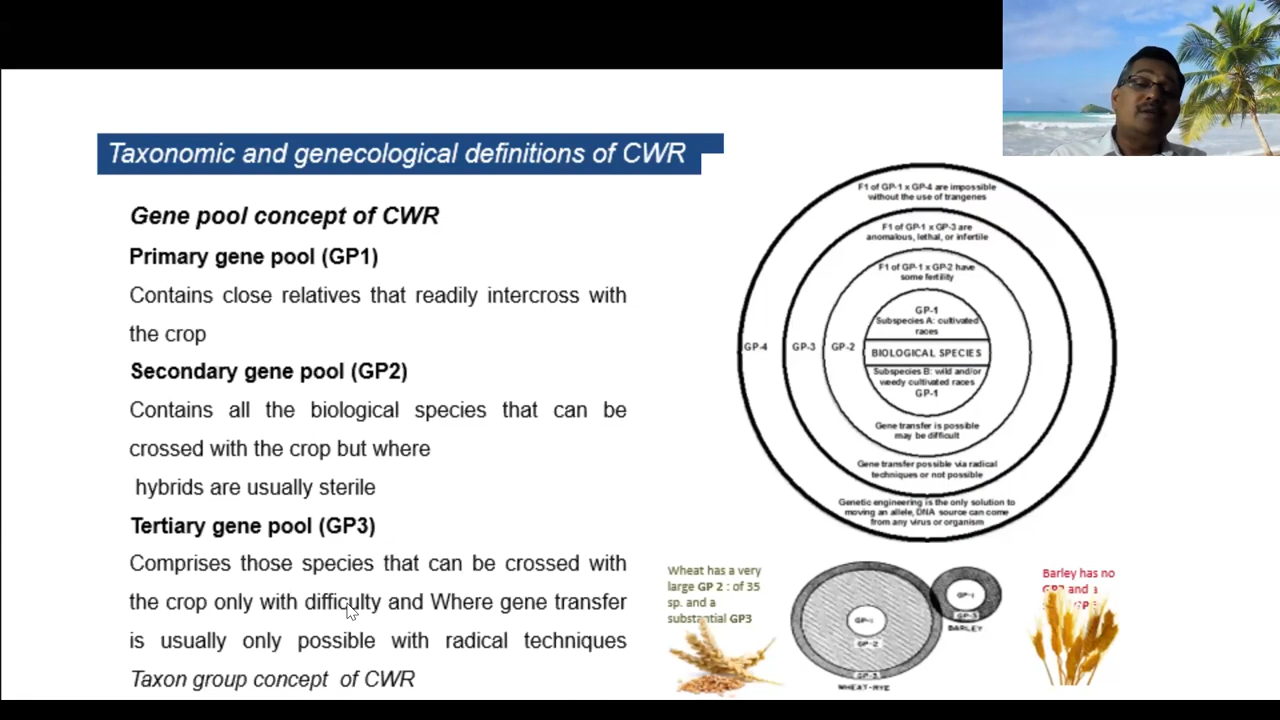 Taxonomic and genecological definitions of CWR
Gene pool concept of CWR
Primary gene pool (GP1)
Contains close relatives that readily intercross with
the crop
Secondary gene pool (GP2)
Contains all the biological species that can be
crossed with the crop but where
hybrids are usually sterile
Tertiary gene pool (GP3)
Comprises those species that can be crossed with
the crop only with difficulty and Where gene transfer
is usually only possible with radical techniques
Taxon group concept of CWR
F1 of GP-1 x GP-4 are impossible
without the use of trangenes
F1 of GP-1 x GP-3 are
anomalous, lethal, or infertile
F1 of GP-1 x GP-2 have
some fertility
GP-1
Subspecies A: cultivated
races
GP-4
GP-3
GP-2
BIOLOGICAL SPECIES
Subspecies B: wild and/or
weedy cultivated races
GP-1
Gene transfer is possible
may be difficult
Gene transfer possible via radical
techniques or not possible
Genetic engineering is the only solution to
moving an allele, DNA source can come
from any virus or organism
Wheat has a very
large GP 2 : of 35
sp. and a
substantial GP3
GP-1
GP-2
GP-3
WHEAT-RYE
GP-1
GP-3
BARLEY
Barley has no
GP2 and a